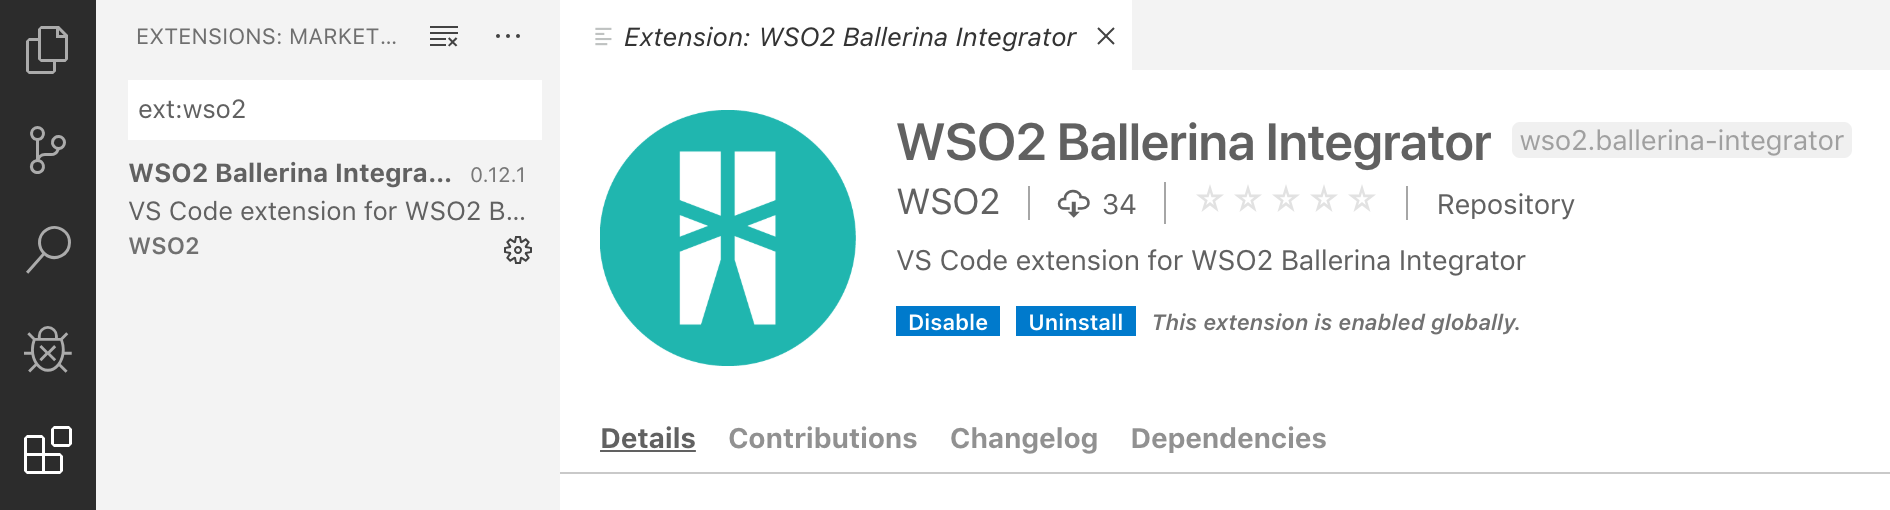 EXTENSIONS: MARKET...
ext:wso2
WSO2 Ballerina Integra... 0.12.1
VS Code extension for WSO2 B...
WSO2
Extension: WSO2 Ballerina Integrator
WSO2 Ballerina Integrator wso2.ballerina-integrator
WSO2 34 Repository
VS Code extension for WSO2 Ballerina Integrator
Disable Uninstall This extension is enabled globally.
Details Contributions Changelog Dependencies